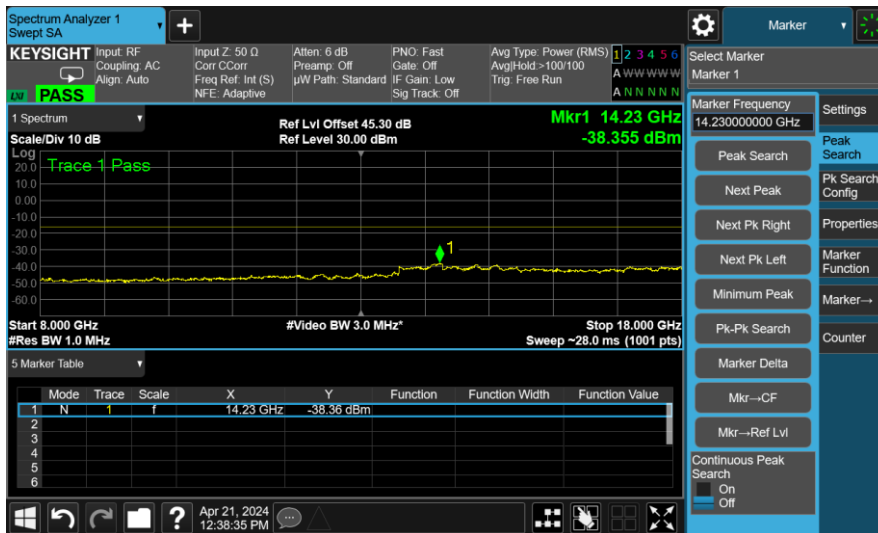 Spectrum Analyzer 1
Swept SA
+
Marker
KEYSIGHT
Input: RF
Coupling: AC
Align: Auto
Input Z: 50 Ω
Corr CCorr
Freq Ref: Int (S)
NFE: Adaptive
Atten: 6 dB
Preamp: Off
µW Path: Standard
PNO: Fast
Gate: Off
IF Gain: Low
Sig Track: Off
Avg Type: Power (RMS)
Avg|Hold:>100/100
Trig: Free Run
1 2 3 4 5 6
A W W W W W
A N N N N N
LXI PASS
Select Marker
Marker 1
1 Spectrum
Scale/Div 10 dB
Ref Lvl Offset 45.30 dB
Ref Level 30.00 dBm
Mkr1 14.23 GHz
-38.355 dBm
Log
Trace 1 Pass
20.0
10.0
0.00
-10.0
-20.0
-30.0
-40.0
-50.0
-60.0
1
Start 8.000 GHz
#Res BW 1.0 MHz
#Video BW 3.0 MHz*
Stop 18.000 GHz
Sweep ~28.0 ms (1001 pts)
5 Marker Table
Mode Trace Scale X Y Function Function Width Function Value
1 N 1 f 14.23 GHz -38.36 dBm
2
3
4
5
6
Marker Frequency
14.230000000 GHz
Peak Search
Next Peak
Next Pk Right
Next Pk Left
Minimum Peak
Pk-Pk Search
Marker Delta
Mkr→CF
Mkr→Ref Lvl
Continuous Peak
Search
On
Off
Settings
Peak
Search
Pk Search
Config
Properties
Marker
Function
Marker→
Counter
?
Apr 21, 2024
12:38:35 PM